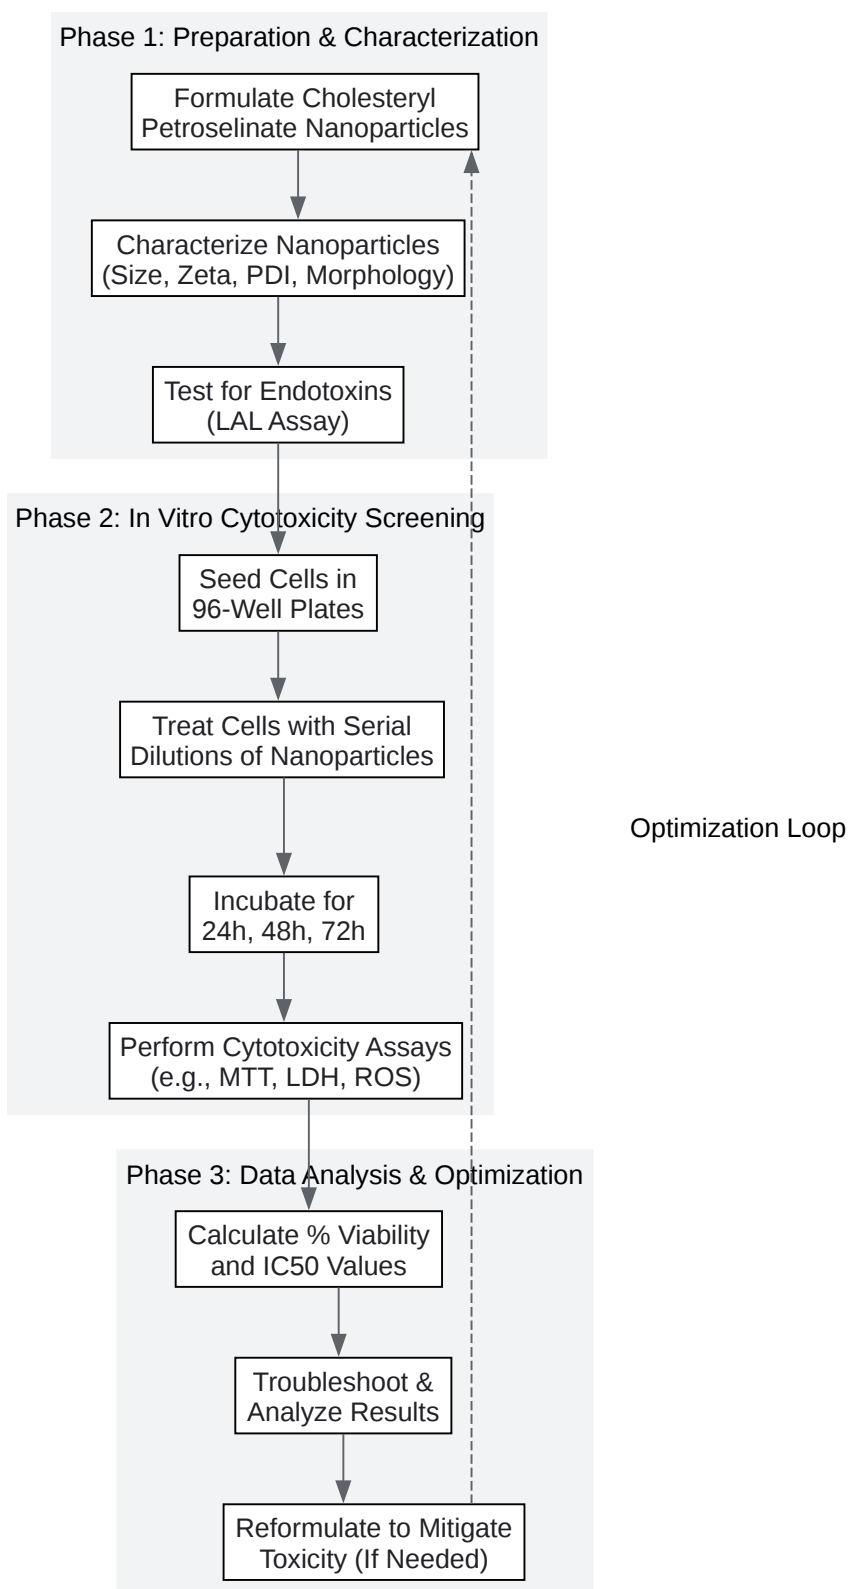 Phase 1: Preparation & Characterization
Formulate Cholesteryl
Petroselinate Nanoparticles
Characterize Nanoparticles
(Size, Zeta, PDI, Morphology)
Test for Endotoxins
(LAL Assay)
Phase 2: In Vitro Cytotoxicity Screening
Seed Cells in
96-Well Plates
Treat Cells with Serial
Dilutions of Nanoparticles
Optimization Loop
Incubate for
24h, 48h, 72h
Perform Cytotoxicity Assays
(e.g., MTT, LDH, ROS)
Phase 3: Data Analysis & Optimization
Calculate % Viability
and IC50 Values
Troubleshoot &
Analyze Results
Reformulate to Mitigate
Toxicity (If Needed)